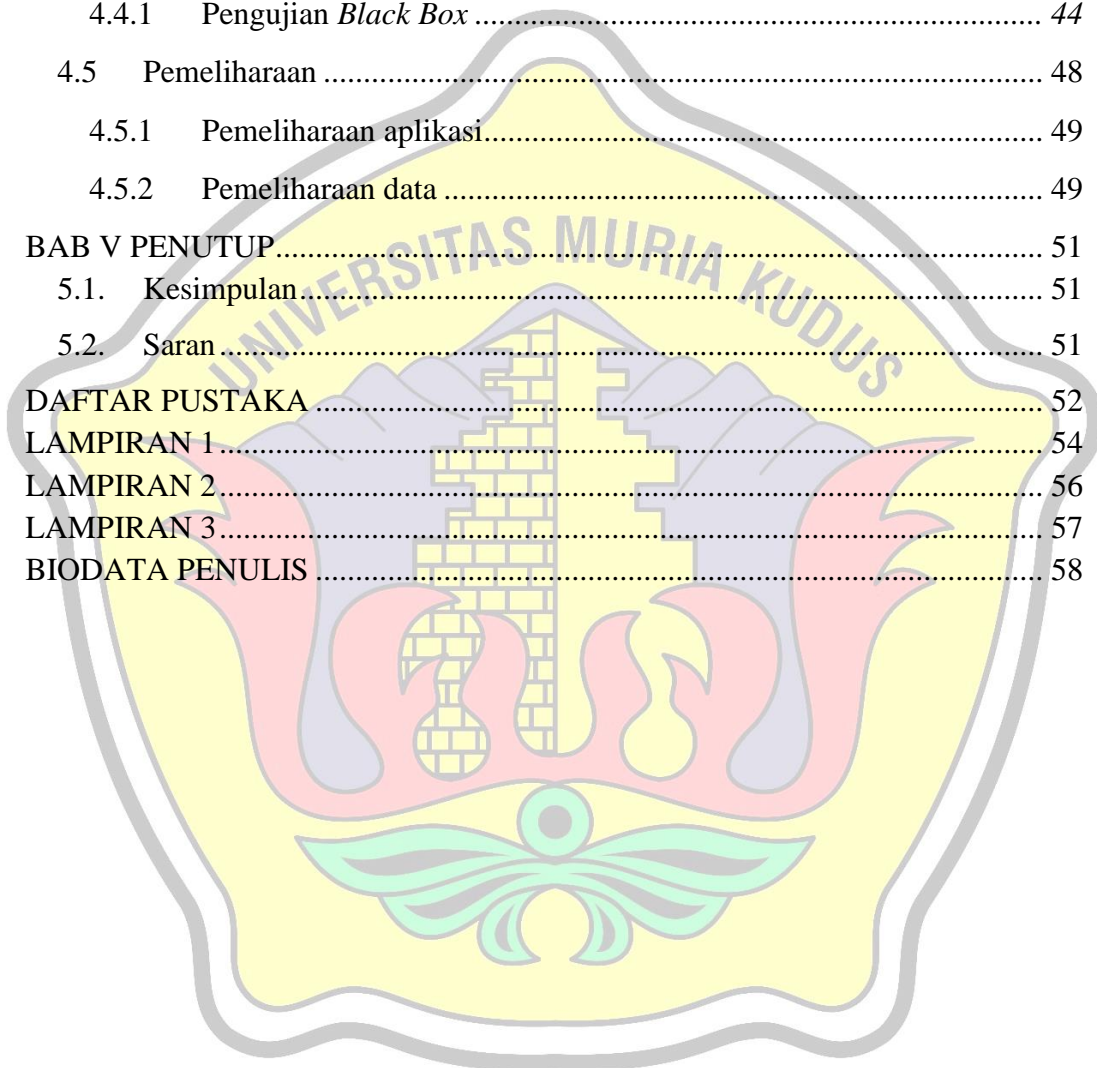 4.4.1 Pengujian Black Box ........................................................................ 44
4.5 Pemeliharaan ........................................................................................... 48
4.5.1 Pemeliharaan aplikasi....................................................................... 49
4.5.2 Pemeliharaan data ............................................................................ 49
BAB V PENUTUP................................................................................................. 51
5.1. Kesimpulan.............................................................................................. 51
5.2. Saran ........................................................................................................ 51
DAFTAR PUSTAKA ............................................................................................ 52
LAMPIRAN 1........................................................................................................ 54
LAMPIRAN 2........................................................................................................ 56
LAMPIRAN 3........................................................................................................ 57
BIODATA PENULIS ............................................................................................ 58
UNIVERSITAS MURIA KUDUS